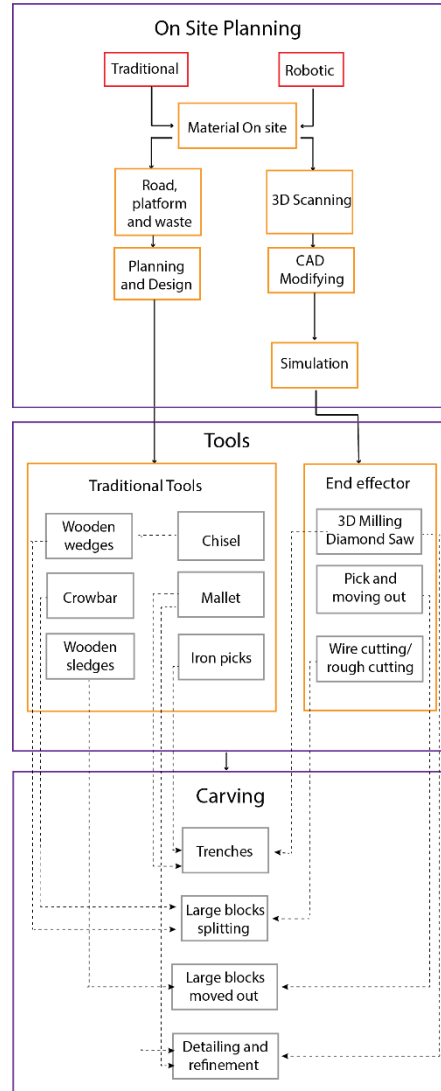 On Site Planning
Traditional
Robotic
Material On site
Road,
platform
and waste
3D Scanning
Planning
and Design
CAD
Modifying
Simulation
Tools
Traditional Tools
End effector
Wooden
wedges
Chisel
3D Milling
Diamond Saw
Crowbar
Mallet
Pick and
moving out
Wooden
sledges
Iron picks
Wire cutting/
rough cutting
Carving
Trenches
Large blocks
splitting
Large blocks
moved out
Detailing and
refinement